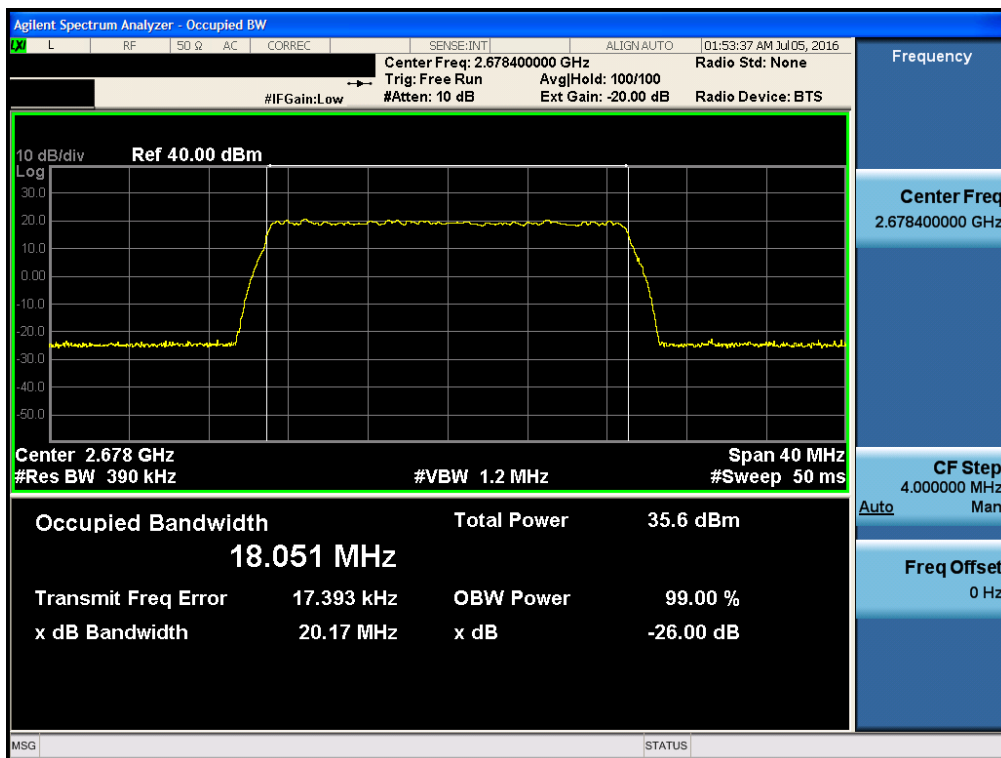 Agilent Spectrum Analyzer - Occupied BW
LXI L RF 50 Ω AC CORREC SENSE:INT ALIGN AUTO 01:53:37 AM Jul 05, 2016
Center Freq: 2.678400000 GHz Radio Std: None
Trig: Free Run Avg|Hold: 100/100
#IFGain:Low #Atten: 10 dB Ext Gain: -20.00 dB Radio Device: BTS
10 dB/div Ref 40.00 dBm
Log
30.0
20.0
10.0
0.00
-10.0
-20.0
-30.0
-40.0
-50.0
Center 2.678 GHz Span 40 MHz
#Res BW 390 kHz #VBW 1.2 MHz #Sweep 50 ms
Occupied Bandwidth Total Power 35.6 dBm
18.051 MHz
Transmit Freq Error 17.393 kHz OBW Power 99.00 %
x dB Bandwidth 20.17 MHz x dB -26.00 dB
MSG STATUS
Frequency
Center Freq
2.678400000 GHz
CF Step
4.000000 MHz
Auto Man
Freq Offset
0 Hz